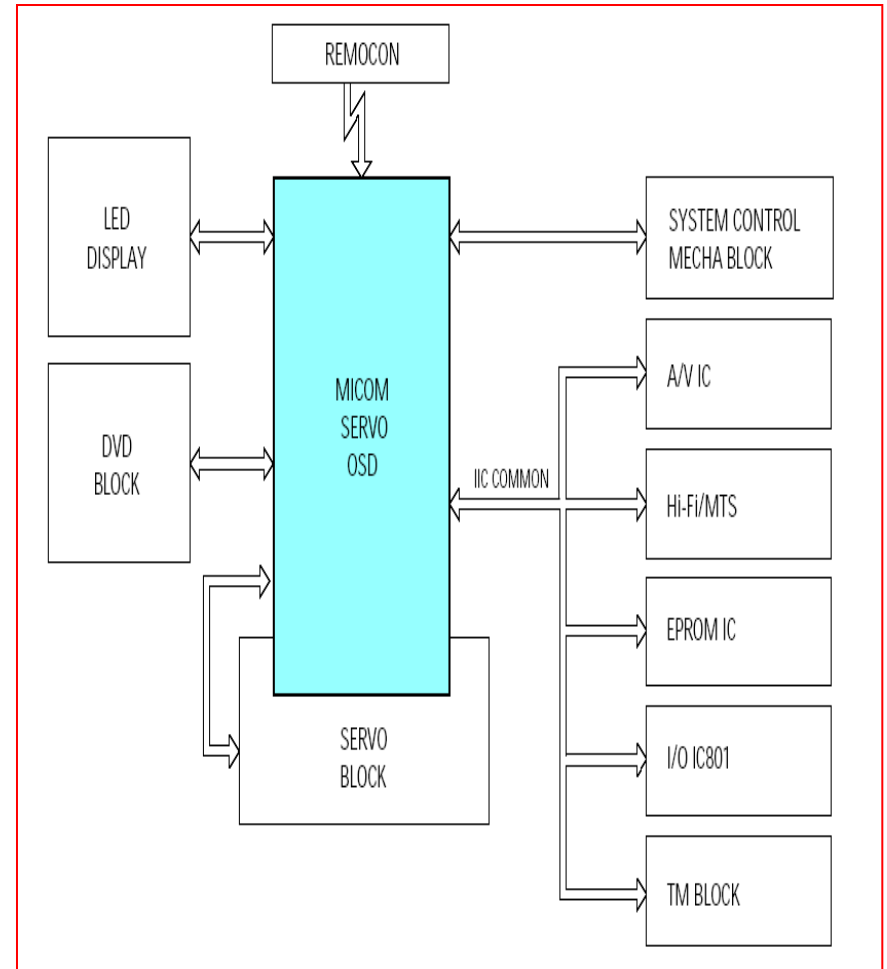 REMOCON
LED
DISPLAY
SYSTEM CONTROL
MECHA BLOCK
MICOM
SERVO
OSD
A/V IC
DVD
BLOCK
IIC COMMON
Hi-Fi/MTS
EPROM IC
SERVO
BLOCK
I/O IC801
TM BLOCK